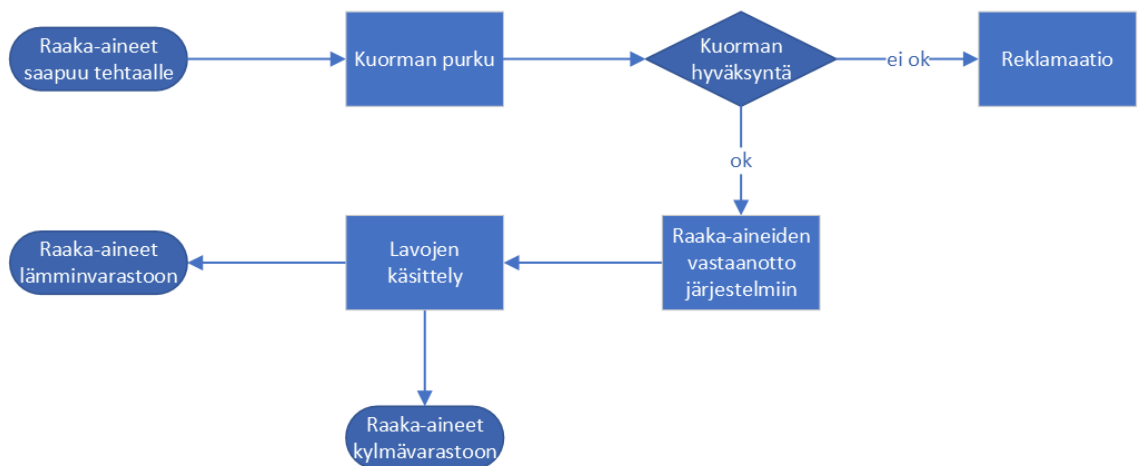 Raaka-aineet
saapuu tehtaalle
Kuorman purku
Kuorman
hyväksyntä
ei ok
Reklamaatio
ok
Raaka-aineet
lämminvarastoon
Lavojen
käsittely
Raaka-aineiden
vastaanotto
järjestelmiin
Raaka-aineet
kylmävarastoon